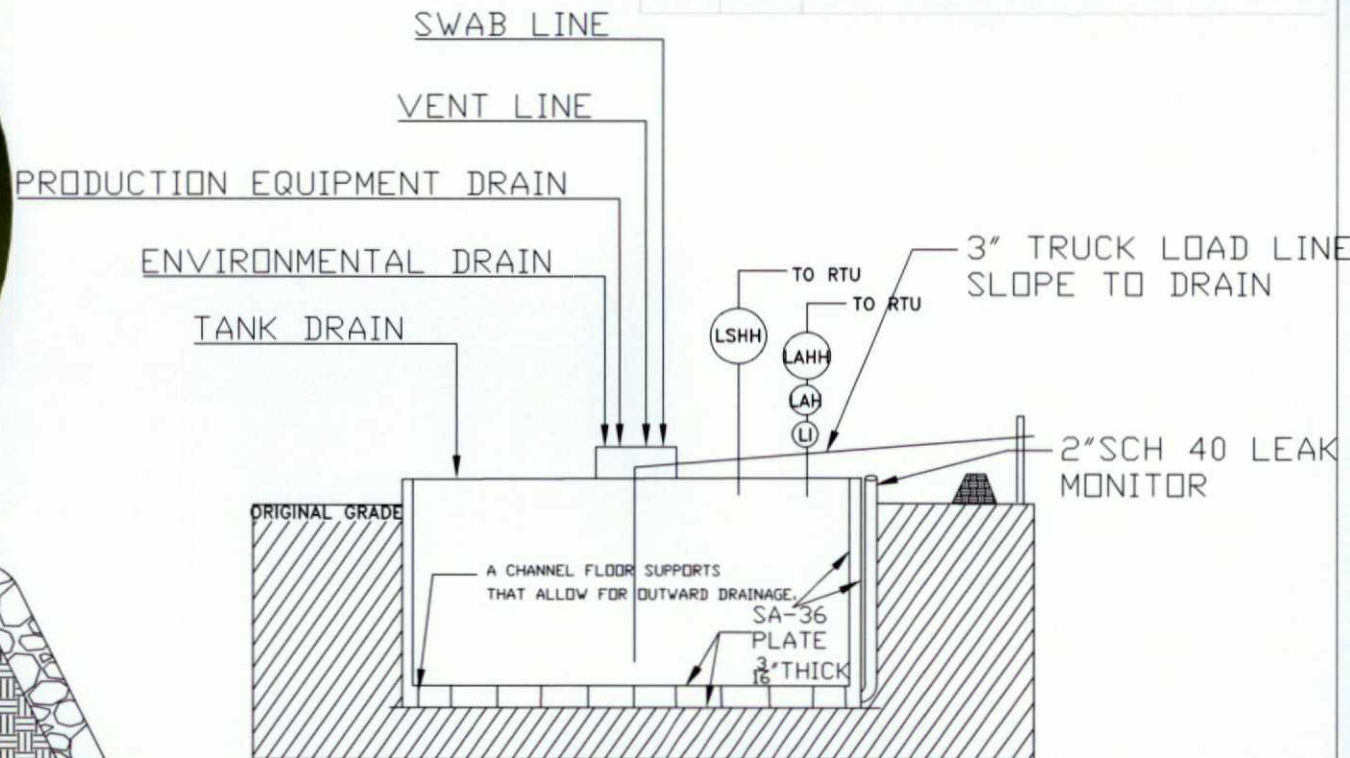 SWAB LINE
VENT LINE
PRODUCTION EQUIPMENT DRAIN
ENVIRONMENTAL DRAIN
TANK DRAIN
TO RTU
TO RTU
3" TRUCK LOAD LINE
SLOPE TO DRAIN
LSHH
LAHH
LAH
LI
2"SCH 40 LEAK
MONITOR
ORIGINAL GRADE
A CHANNEL FLOOR SUPPORTS
THAT ALLOW FOR OUTWARD DRAINAGE.
SA-36
PLATE
3/16"THICK